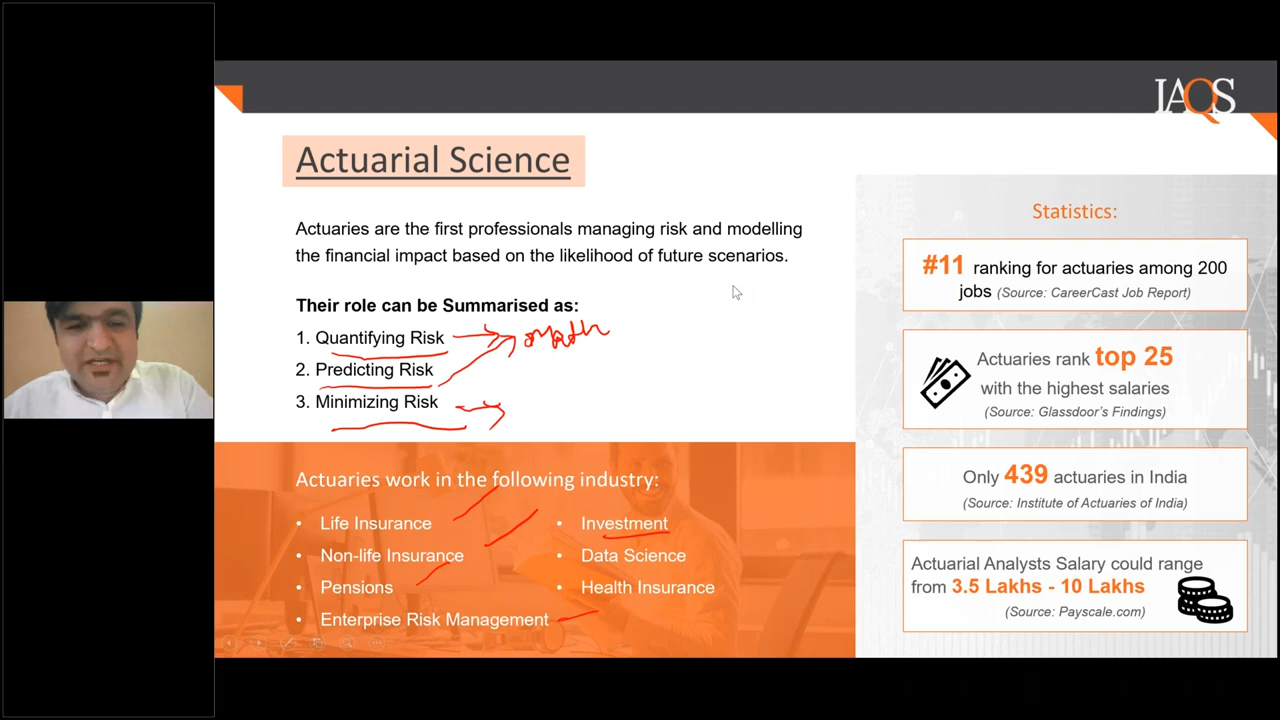 IAQS
Actuarial Science
Actuaries are the first professionals managing risk and modelling
the financial impact based on the likelihood of future scenarios.
Their role can be Summarised as:
1. Quantifying Risk
math
2. Predicting Risk
3. Minimizing Risk
Actuaries work in the following industry:
• Life Insurance
• Non-life Insurance
• Pensions
• Enterprise Risk Management
• Investment
• Data Science
• Health Insurance
Statistics:
#11 ranking for actuaries among 200
jobs (Source: CareerCast Job Report)
Actuaries rank top 25
with the highest salaries
(Source: Glassdoor's Findings)
Only 439 actuaries in India
(Source: Institute of Actuaries of India)
Actuarial Analysts Salary could range
from 3.5 Lakhs - 10 Lakhs
(Source: Payscale.com)